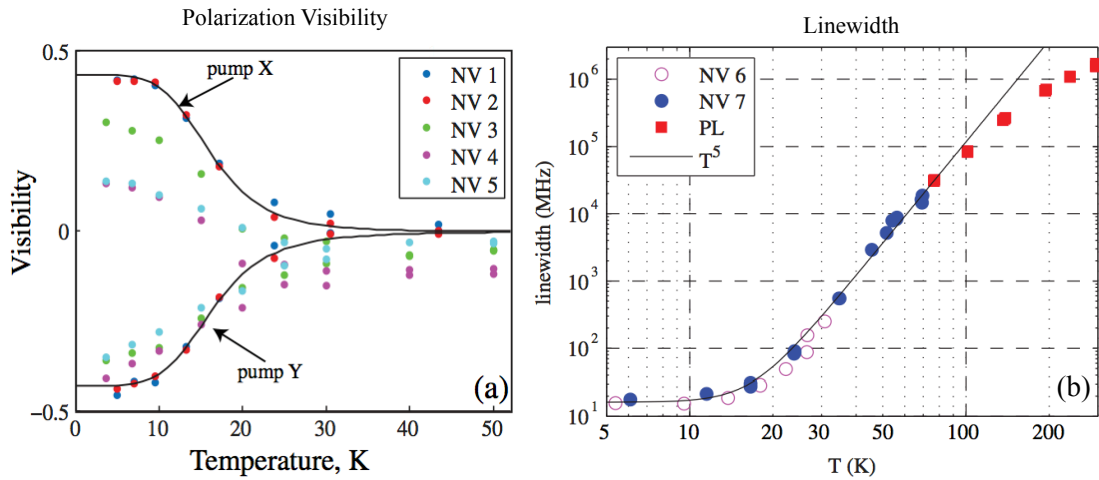 Polarization Visibility
0.5
0
−0.5
Visibility
pump X
pump Y
NV 1
NV 2
NV 3
NV 4
NV 5
(a)
0 10 20 30 40 50
Temperature, K
Linewidth
10^6
10^5
10^4
10^3
10^2
10^1
linewidth (MHz)
NV 6
NV 7
PL
T^5
(b)
5 10 20 50 100 200
T (K)